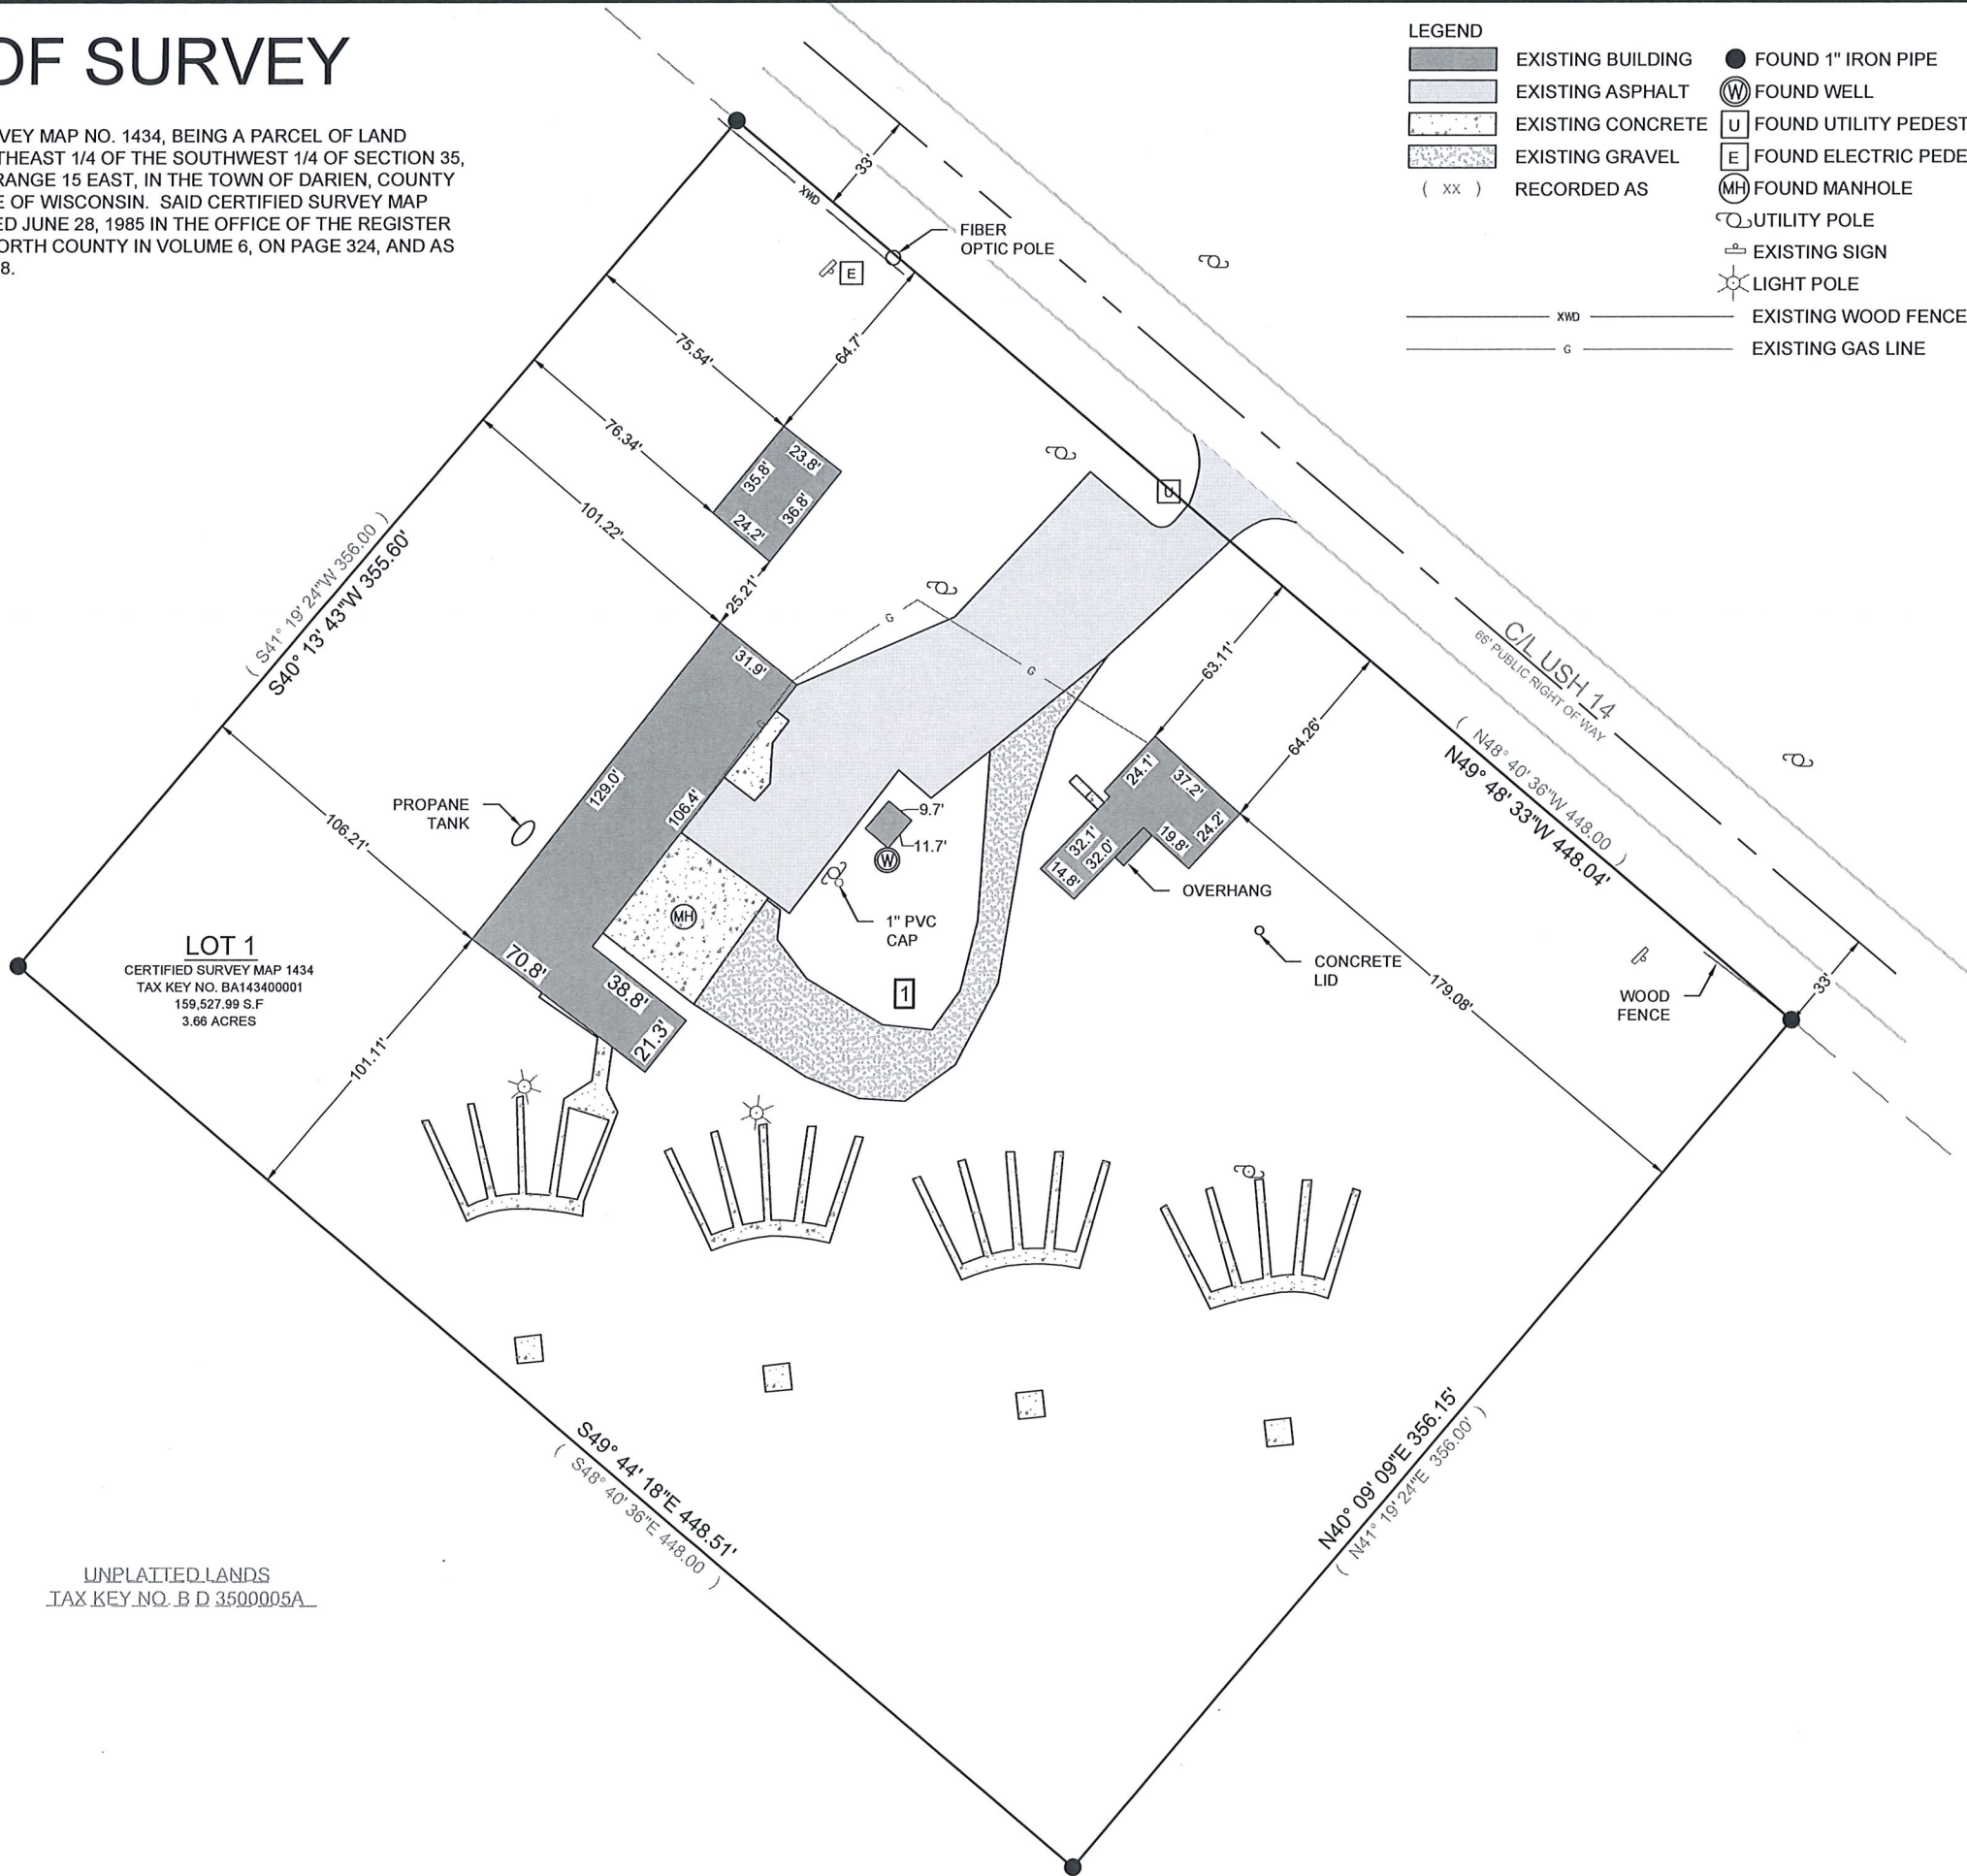 OF SURVEY
VEY MAP NO. 1434, BEING A PARCEL OF LAND
THEAST 1/4 OF THE SOUTHWEST 1/4 OF SECTION 35,
RANGE 15 EAST, IN THE TOWN OF DARIEN, COUNTY
E OF WISCONSIN. SAID CERTIFIED SURVEY MAP
ED JUNE 28, 1985 IN THE OFFICE OF THE REGISTER
ORTH COUNTY IN VOLUME 6, ON PAGE 324, AND AS
8.
LEGEND
EXISTING BUILDING
EXISTING ASPHALT
EXISTING CONCRETE
EXISTING GRAVEL
( XX ) RECORDED AS
FOUND 1" IRON PIPE
W FOUND WELL
U FOUND UTILITY PEDEST
E FOUND ELECTRIC PEDE
MH FOUND MANHOLE
UTILITY POLE
EXISTING SIGN
LIGHT POLE
XWD EXISTING WOOD FENCE
G EXISTING GAS LINE
33'
XWD
FIBER
OPTIC POLE
E
75.54'
64.7'
76.34'
23.8'
35.8'
36.8'
24.2'
101.22'
25.21'
U
( S41° 19' 24"W 356.00 )
S40° 13' 43"W 355.60'
G
G
G
31.9'
63.11'
64.26'
C/L USH 14
66' PUBLIC RIGHT OF WAY
( N48° 40' 36"W 448.00 )
N49° 48' 33"W 448.04'
129.0'
106.4'
PROPANE
TANK
106.21'
9.7'
11.7'
W
24.1'
37.2'
32.1'
32.0'
19.8'
24.2'
14.8'
OVERHANG
1" PVC
CAP
MH
CONCRETE
LID
179.08'
WOOD
FENCE
33'
LOT 1
CERTIFIED SURVEY MAP 1434
TAX KEY NO. BA143400001
159,527.99 S.F
3.66 ACRES
70.8'
38.8'
21.3'
1
101.11'
S49° 44' 18"E 448.51'
( S48° 40' 36"E 448.00 )
N40° 09' 09"E 356.15'
( N41° 19' 24"E 356.00' )
UNPLATTED LANDS
TAX KEY NO. B D 3500005A